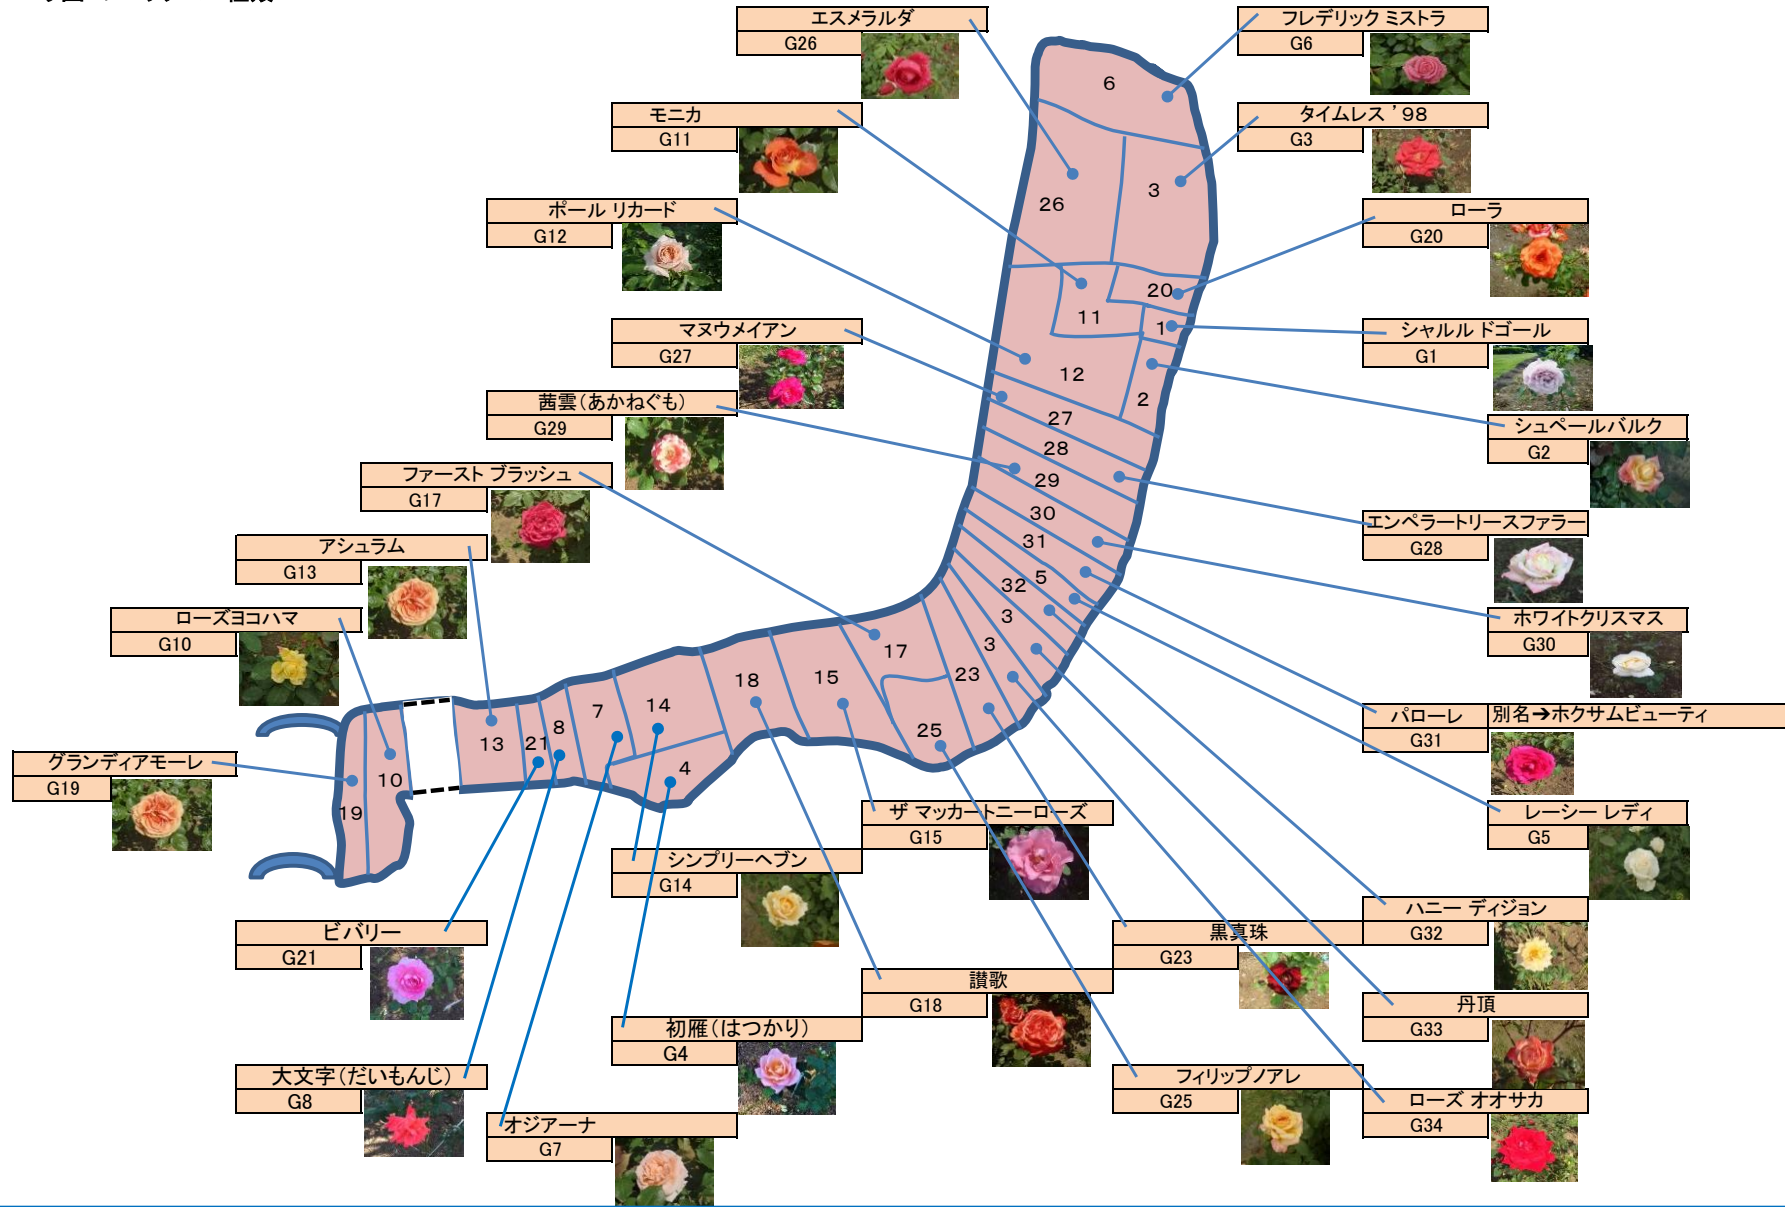 エスメラルダ
G26
フレデリック ミストラ
G6
モニカ
G11
タイムレス ’98
G3
ポール リカード
G12
ローラ
G20
マヌウメイアン
G27
シャルル ドゴール
G1
茜雲(あかねぐも)
G29
シュペールバルク
G2
ファースト ブラッシュ
G17
エンペラートリースファラー
G28
アシュラム
G13
ローズヨコハマ
G10
ホワイトクリスマス
G30
グランディアモーレ
G19
パローレ
別名→ホクサムビューティ
G31
ザ マッカートニーローズ
G15
レーシー レディ
G5
シンプリーヘブン
G14
ハニー ディジョン
G32
ビバリー
G21
黒真珠
G23
讃歌
G18
丹頂
G33
初雁(はつかり)
G4
大文字(だいもんじ)
G8
フィリップノアレ
G25
ローズ オオサカ
G34
オジアーナ
G7
6
3
26
20
11
1
12
2
27
28
29
30
31
5
32
3
3
17
23
15
18
25
14
7
8
21
13
4
10
19